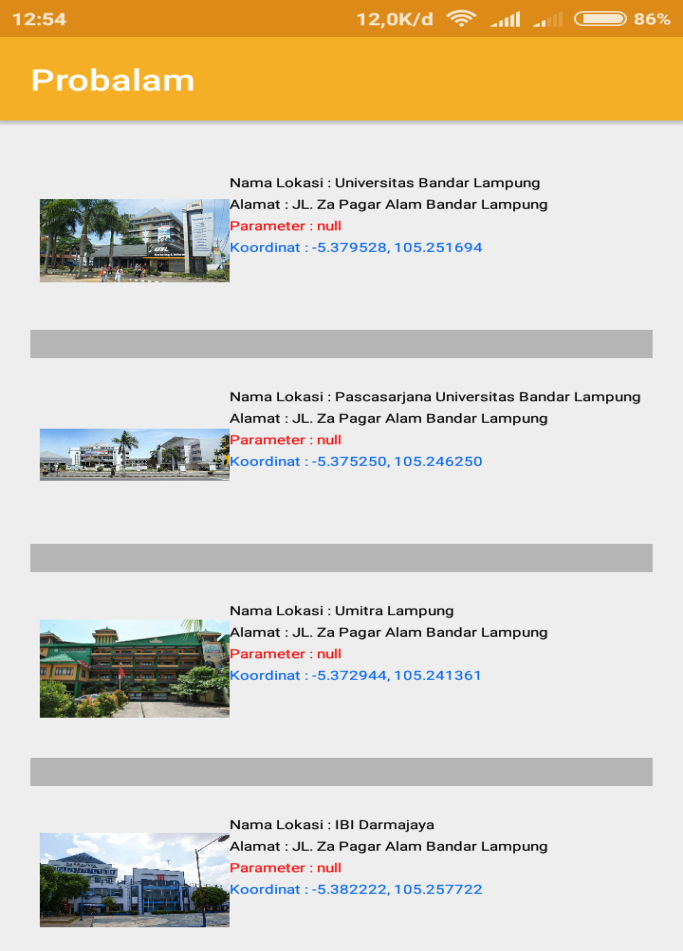 12:54 12,0K/d 86%
Probalam
Nama Lokasi : Universitas Bandar Lampung
Alamat : JL. Za Pagar Alam Bandar Lampung
Parameter : null
Koordinat : -5.379528, 105.251694
UBL
Nama Lokasi : Pascasarjana Universitas Bandar Lampung
Alamat : JL. Za Pagar Alam Bandar Lampung
Parameter : null
Koordinat : -5.375250, 105.246250
Nama Lokasi : Umitra Lampung
Alamat : JL. Za Pagar Alam Bandar Lampung
Parameter : null
Koordinat : -5.372944, 105.241361
Nama Lokasi : IBI Darmajaya
Alamat : JL. Za Pagar Alam Bandar Lampung
Parameter : null
Koordinat : -5.382222, 105.257722